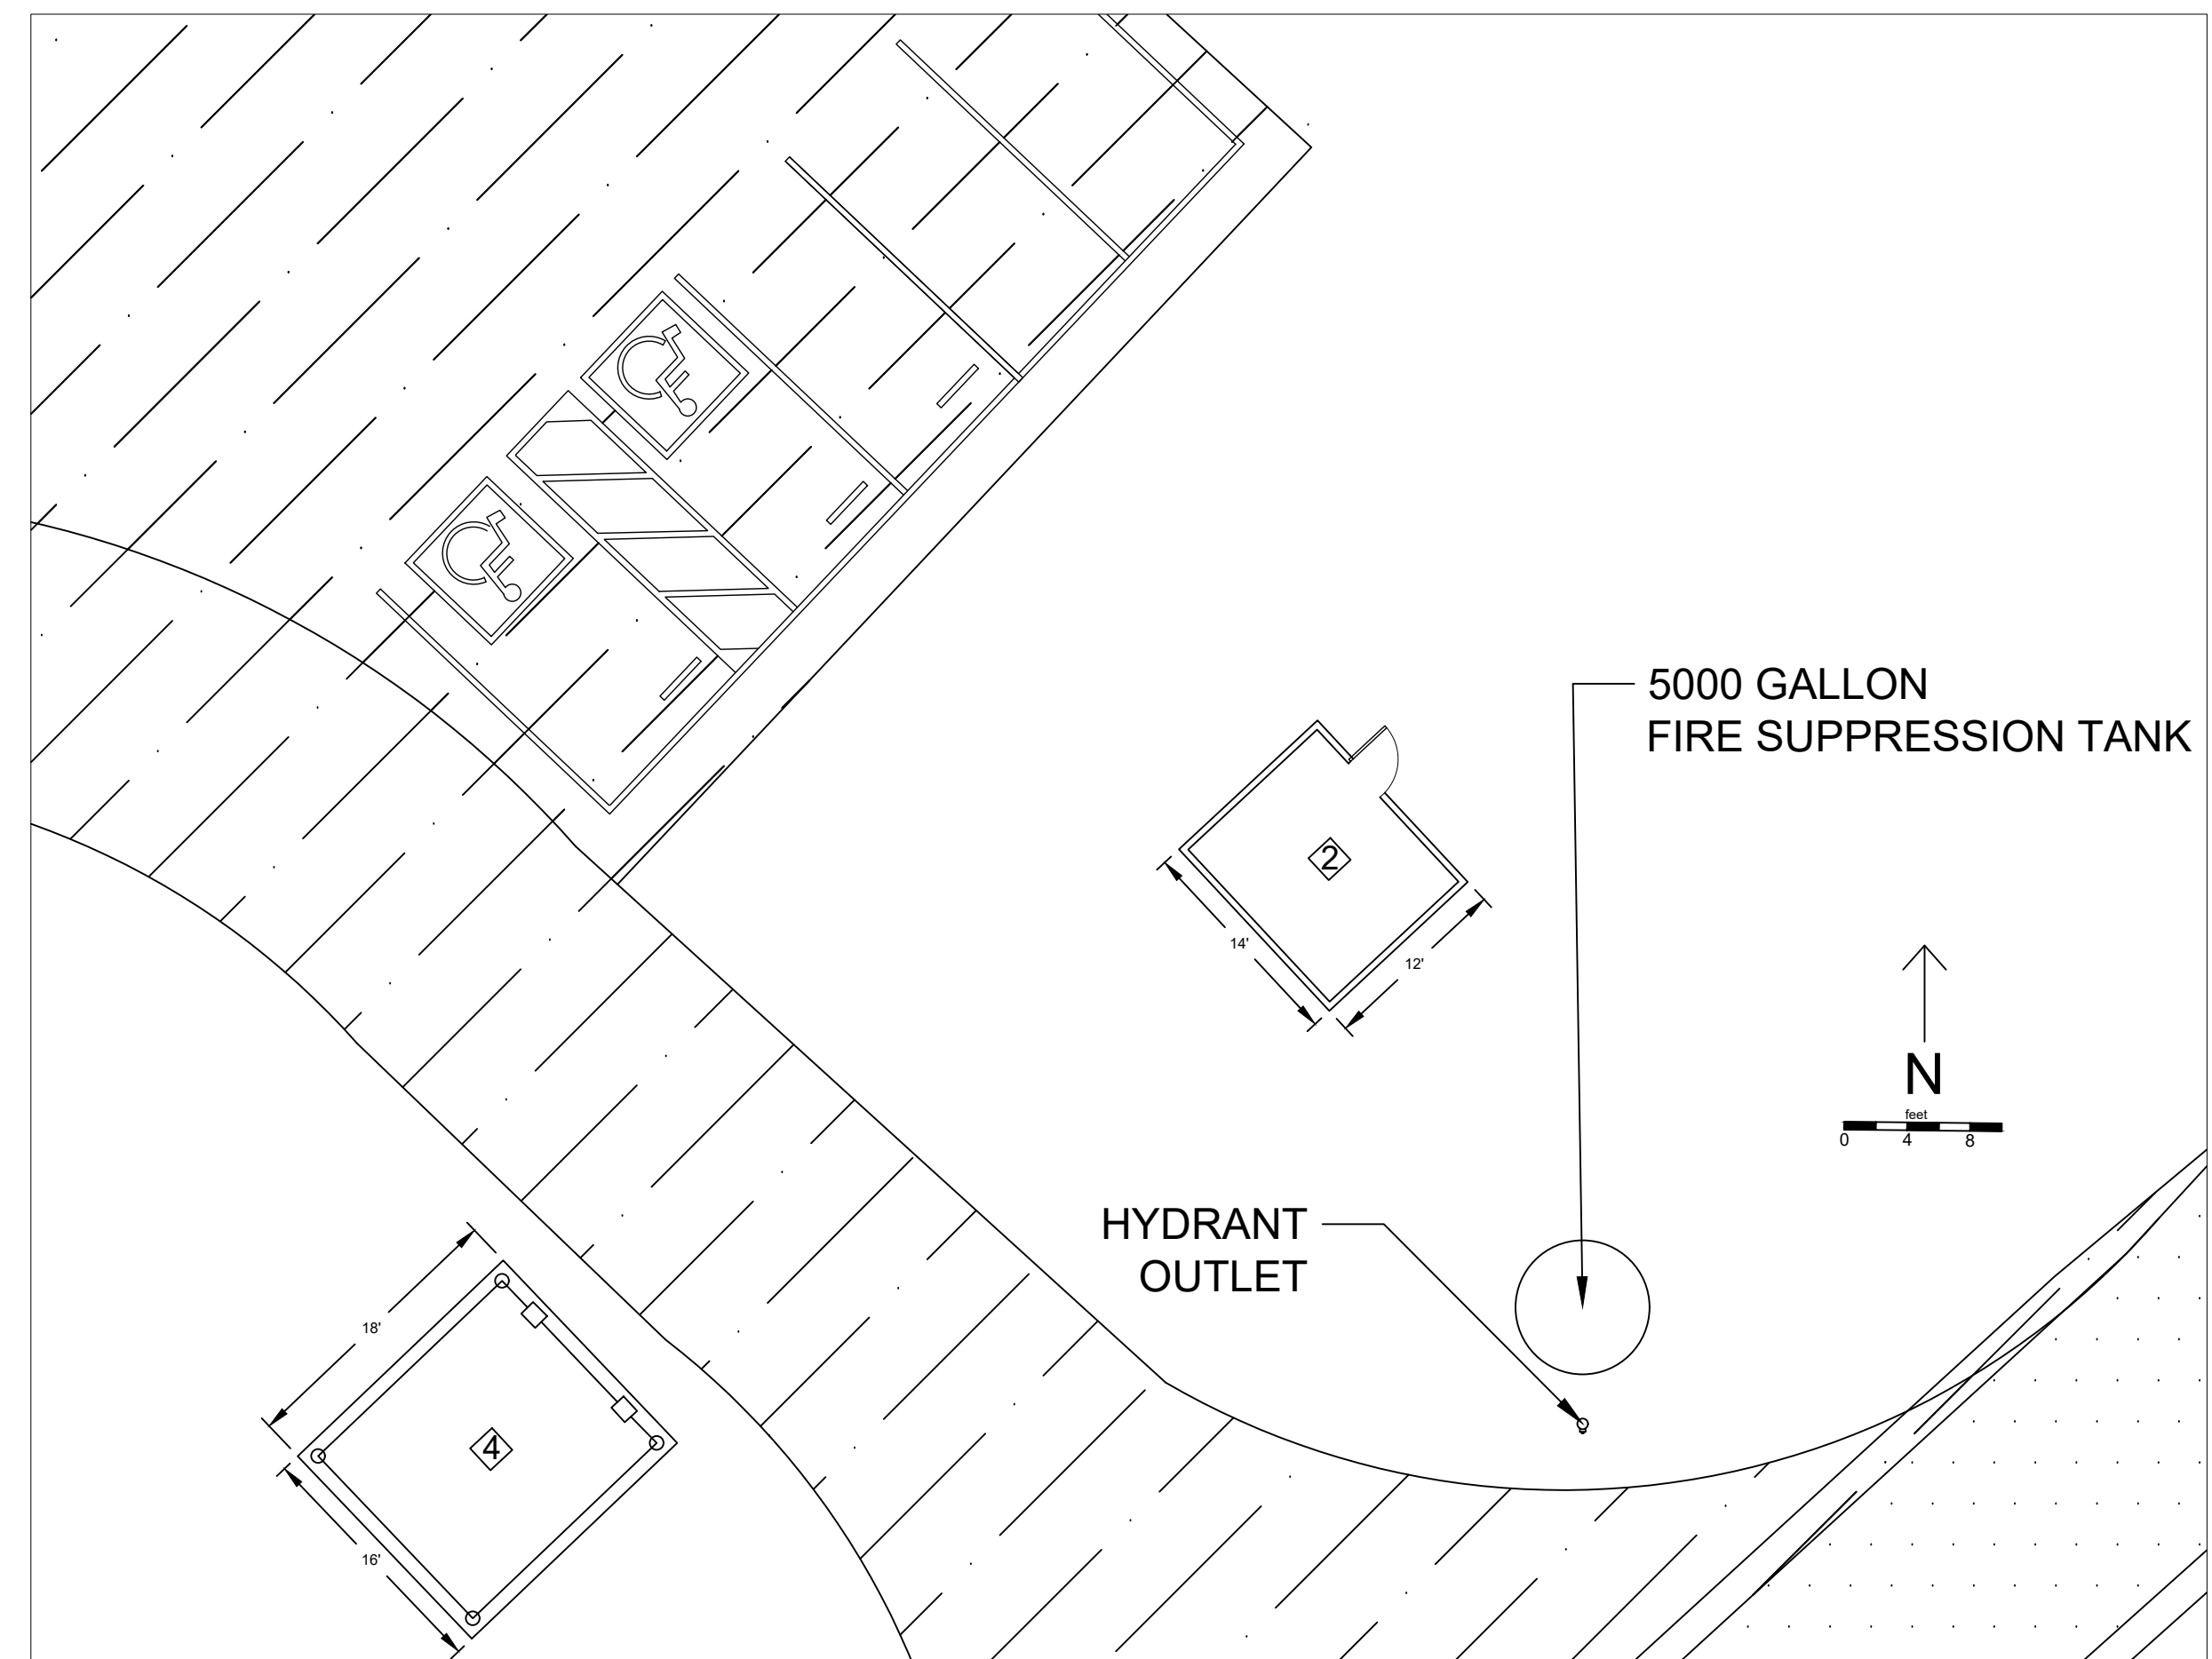 5000 GALLON
FIRE SUPPRESSION TANK
2
14'
12'
N
feet
0 4 8
HYDRANT
OUTLET
18'
4
16'